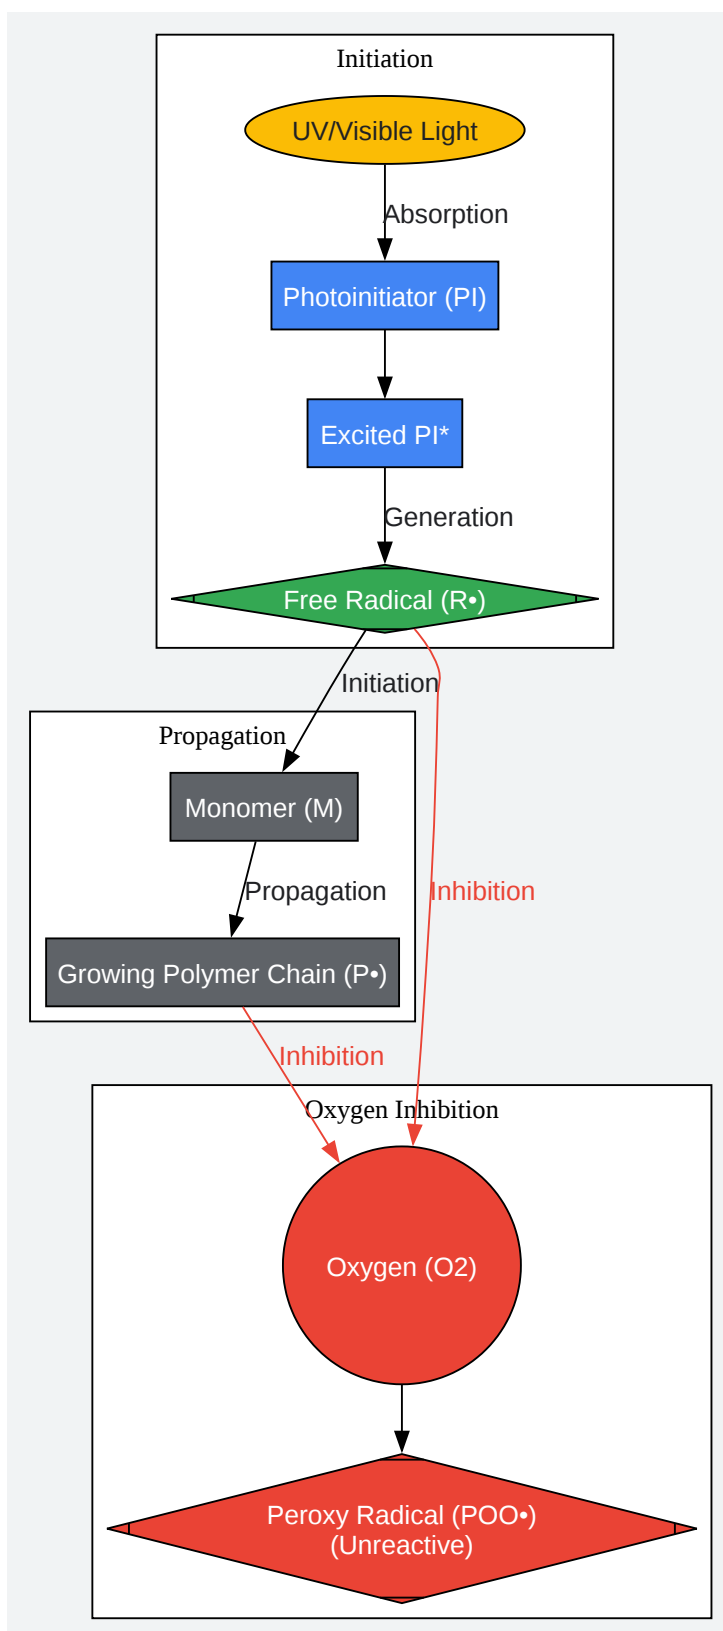 Initiation
UV/Visible Light
Absorption
Photoinitiator (PI)
Excited PI*
Generation
Free Radical (R•)
Initiation
Propagation
Monomer (M)
Propagation
Inhibition
Growing Polymer Chain (P•)
Inhibition
Oxygen Inhibition
Oxygen (O2)
Peroxy Radical (POO•)
(Unreactive)